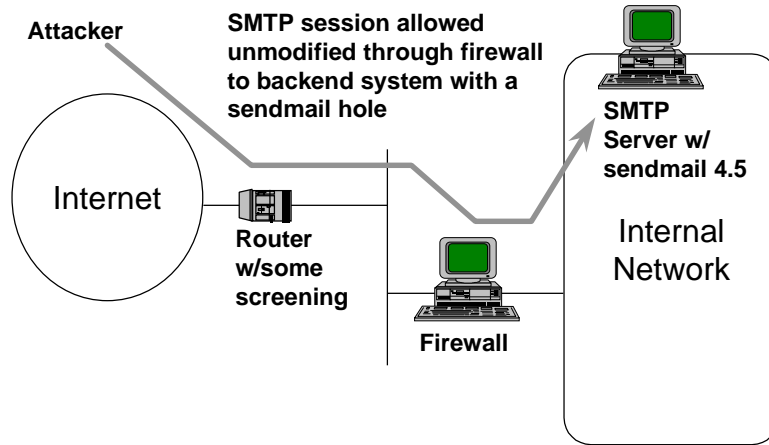 Attacker
SMTP session allowed
unmodified through firewall
to backend system with a
sendmail hole
SMTP
Server w/
sendmail 4.5
Internet
Router
w/some
screening
Internal
Network
Firewall